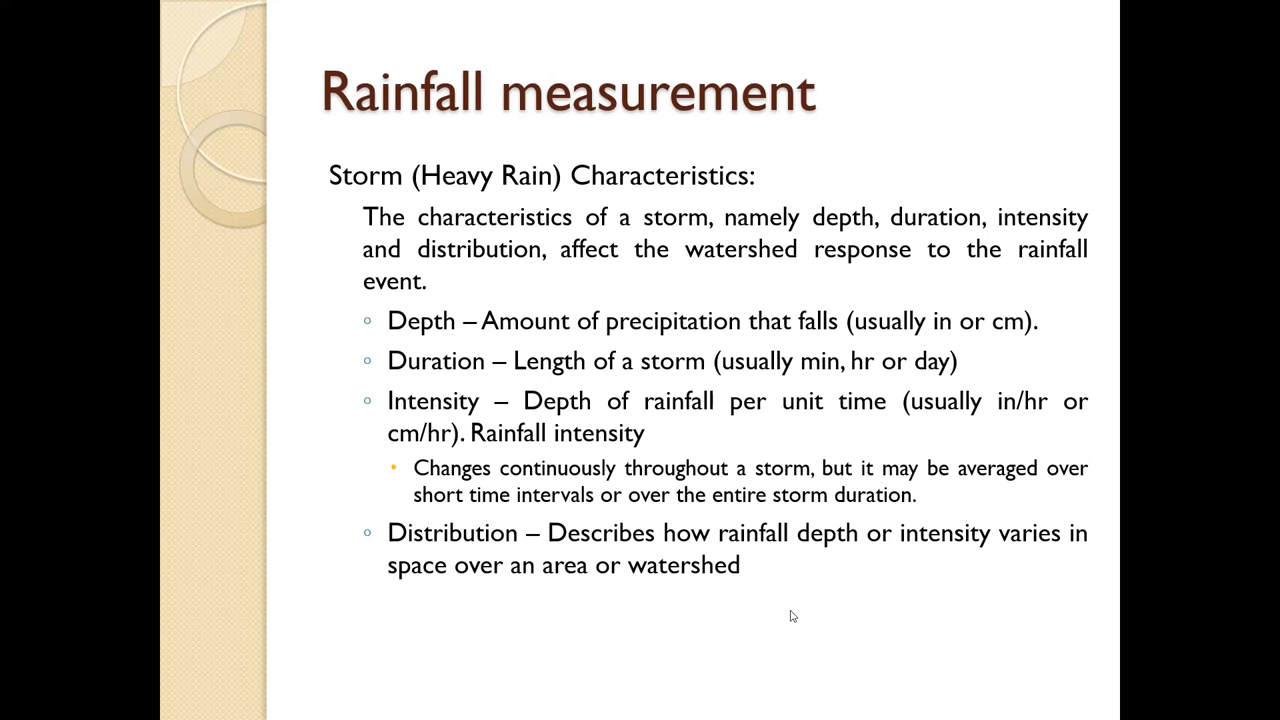 Rainfall measurement
Storm (Heavy Rain) Characteristics:
The characteristics of a storm, namely depth, duration, intensity
and distribution, affect the watershed response to the rainfall
event.
Depth – Amount of precipitation that falls (usually in or cm).
Duration – Length of a storm (usually min, hr or day)
Intensity – Depth of rainfall per unit time (usually in/hr or
cm/hr). Rainfall intensity
Changes continuously throughout a storm, but it may be averaged over
short time intervals or over the entire storm duration.
Distribution – Describes how rainfall depth or intensity varies in
space over an area or watershed